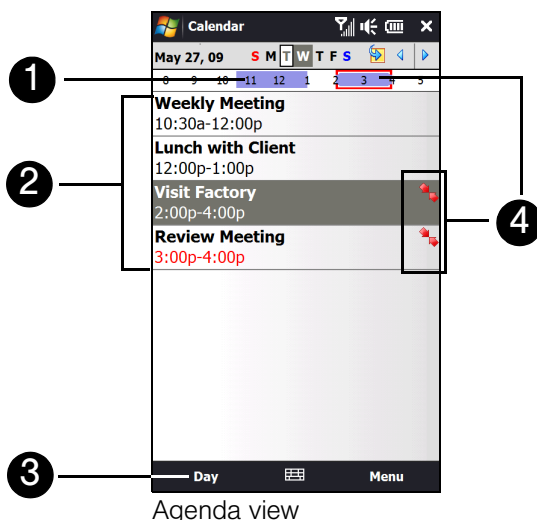 Calendar
May 27, 09 S M T W T F S
8 9 10 11 12 1 2 3 4 5
1
4
Weekly Meeting
10:30a-12:00p
Lunch with Client
12:00p-1:00p
2
Visit Factory
2:00p-4:00p
Review Meeting
3:00p-4:00p
3
Day Menu
Agenda view